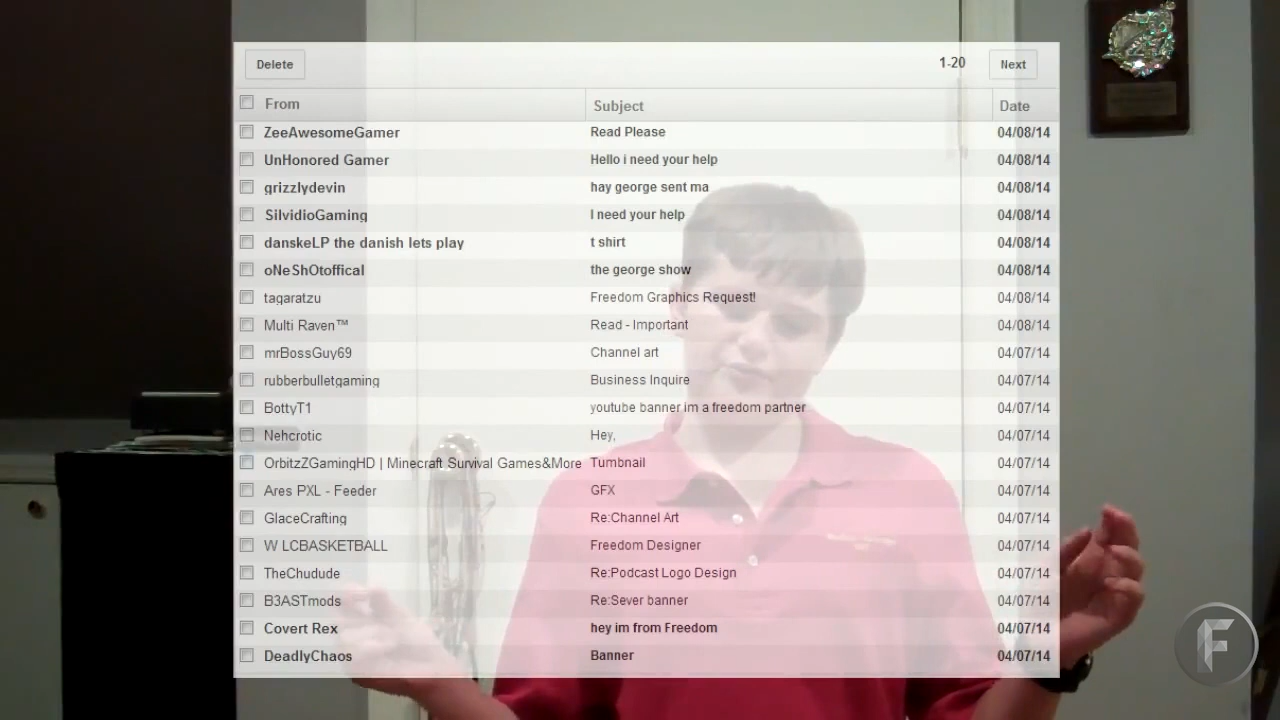 Delete 1-20 Next
From Subject Date
ZeeAwesomeGamer Read Please 04/08/14
UnHonored Gamer Hello i need your help 04/08/14
grizzlydevin hay george sent ma 04/08/14
SilvidioGaming I need your help 04/08/14
danskeLP the danish lets play t shirt 04/08/14
oNeShOtoffical the george show 04/08/14
tagaratzu Freedom Graphics Request! 04/08/14
Multi Raven™ Read - Important 04/08/14
mrBossGuy69 Channel art 04/07/14
rubberbulletgaming Business Inquire 04/07/14
BottyT1 youtube banner im a freedom partner 04/07/14
Nehcrotic Hey, 04/07/14
OrbitzZGamingHD | Minecraft Survival Games&More Tumbnail 04/07/14
Ares PXL - Feeder GFX 04/07/14
GlaceCrafting Re:Channel Art 04/07/14
W LCBASKETBALL Freedom Designer 04/07/14
TheChudude Re:Podcast Logo Design 04/07/14
B3ASTmods Re:Sever banner 04/07/14
Covert Rex hey im from Freedom 04/07/14
DeadlyChaos Banner 04/07/14
F